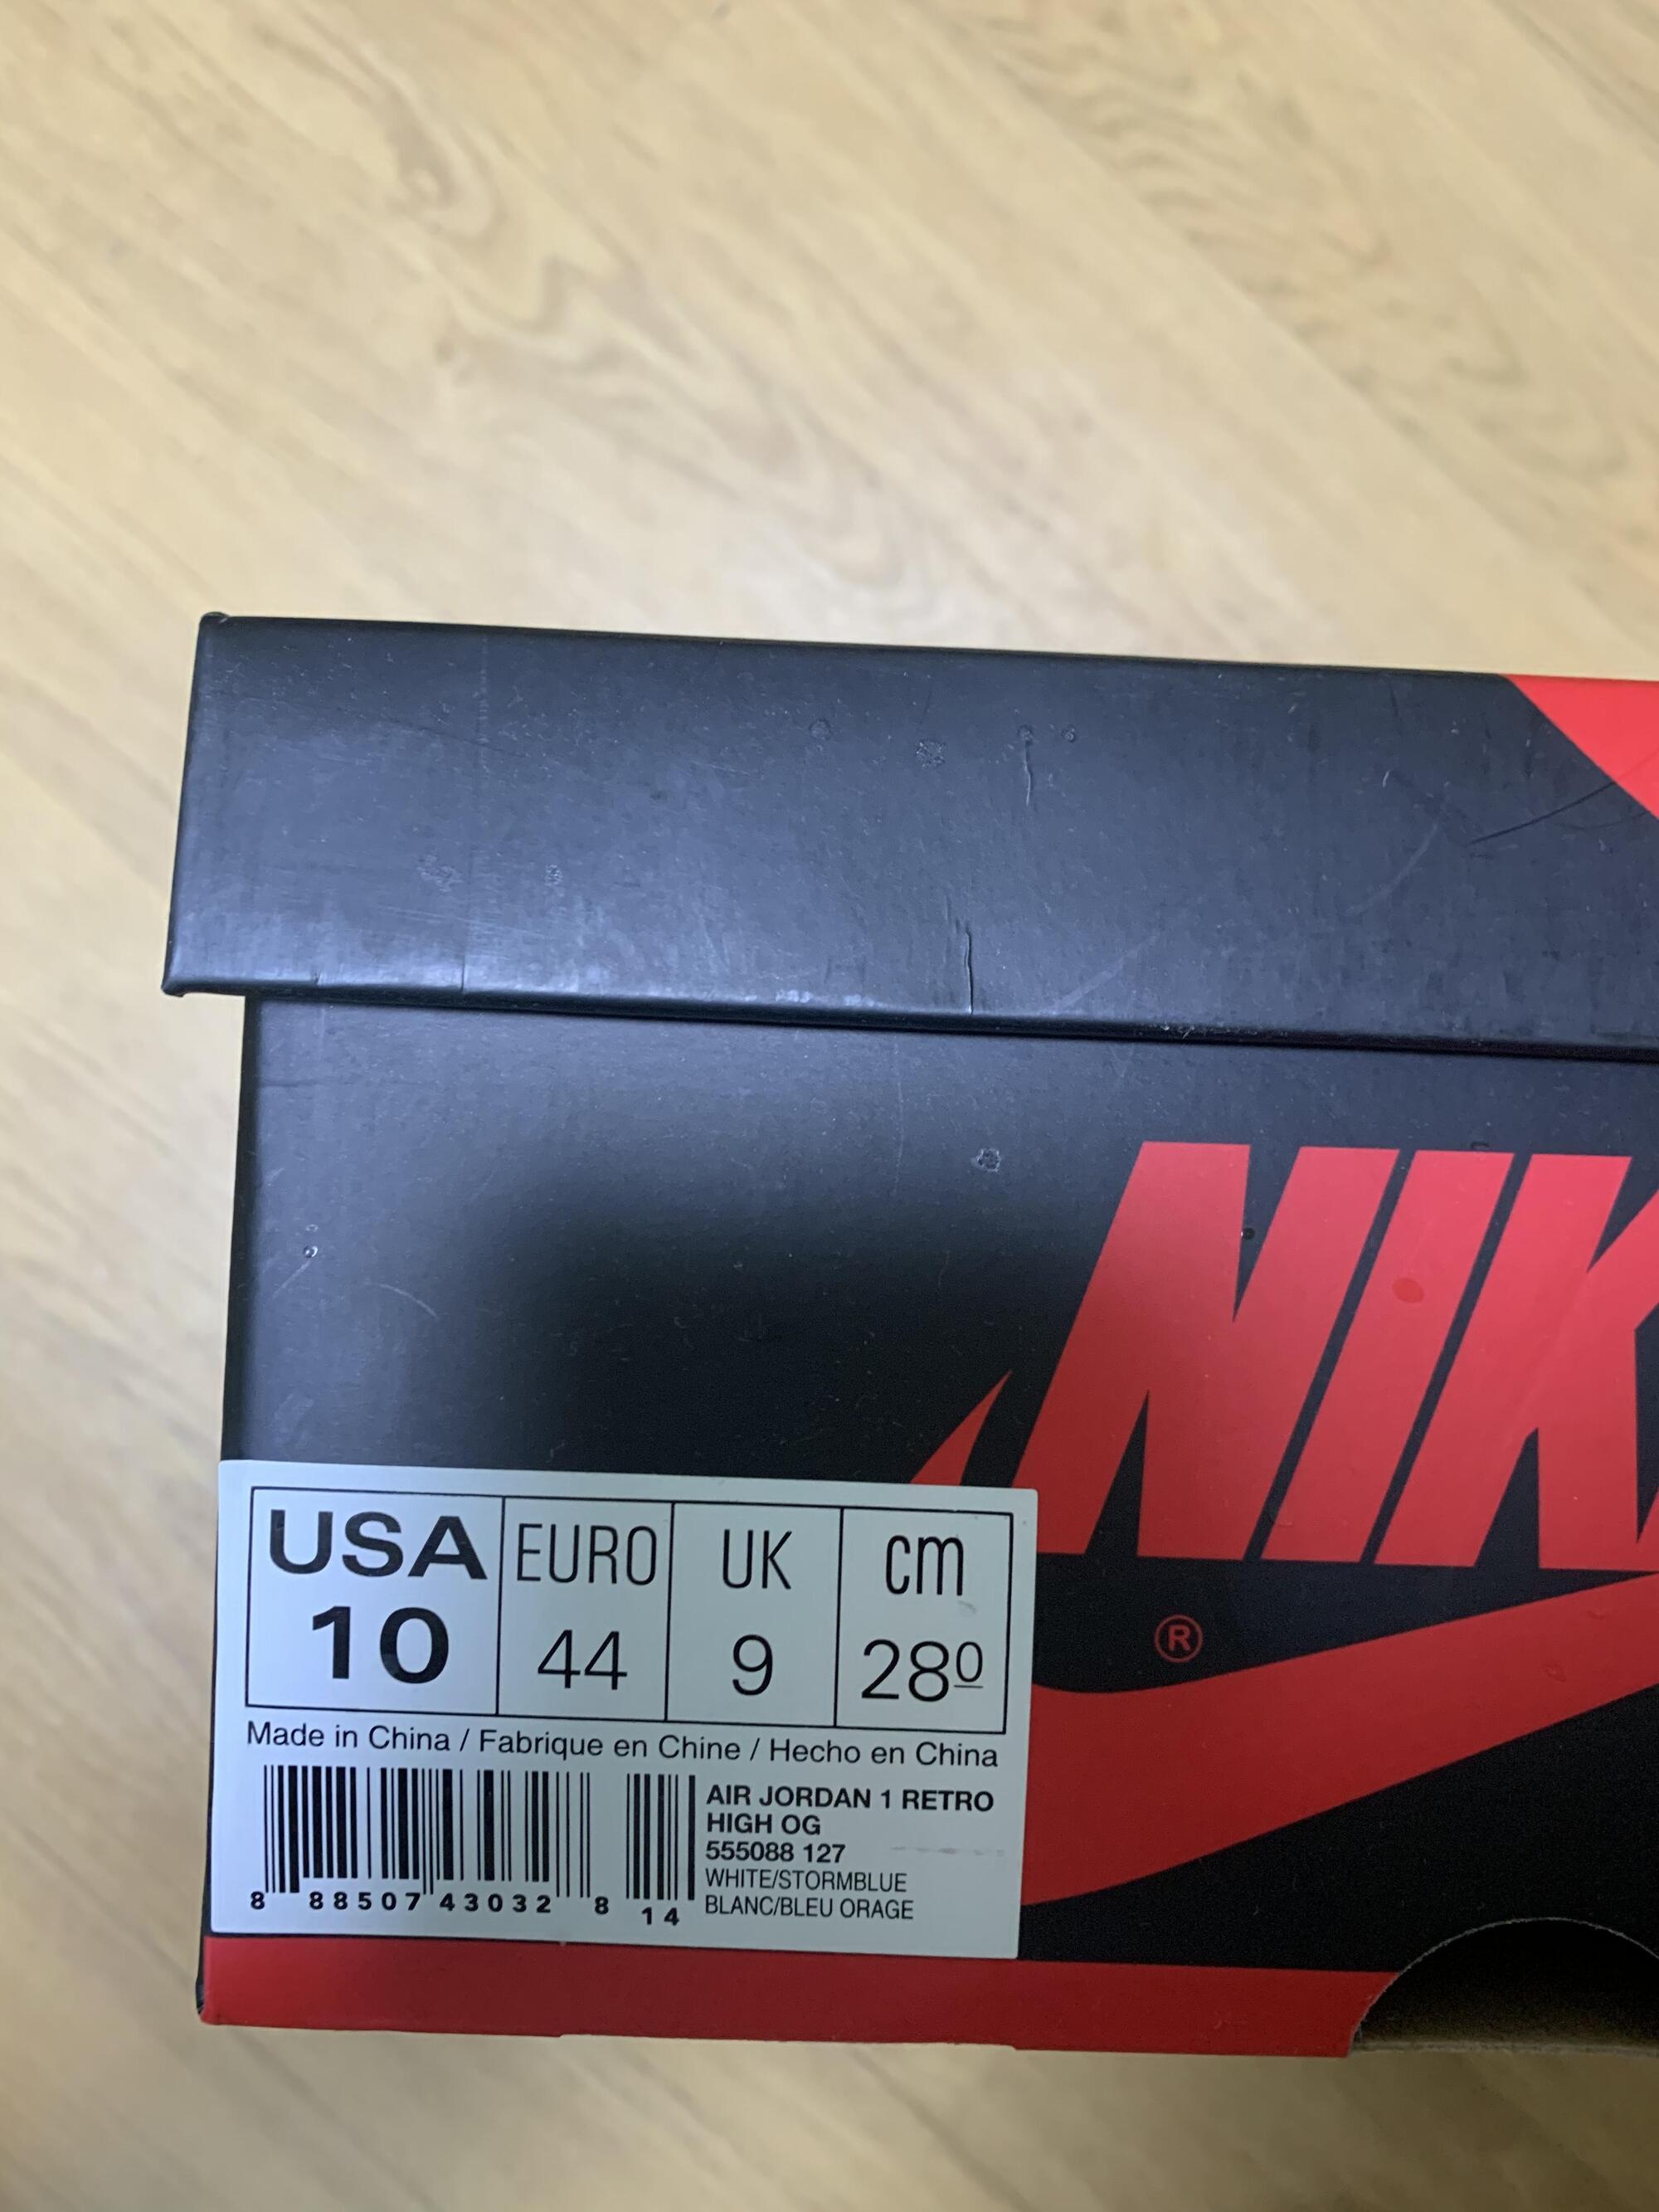 NIK
®
USA EURO UK cm
10 44 9 28 0
Made in China / Fabrique en Chine / Hecho en China
AIR JORDAN 1 RETRO
HIGH OG
555088 127
WHITE/STORMBLUE
BLANC/BLEU ORAGE
8 88507 43032 8 14